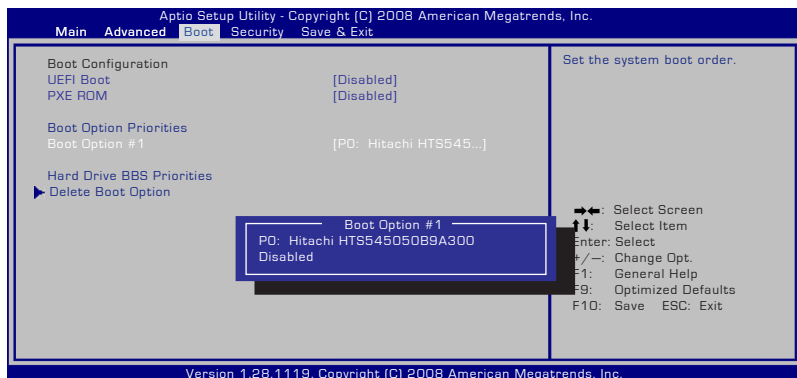 Aptio Setup Utility - Copyright (C) 2008 American Megatrends, Inc.
Main Advanced Boot Security Save & Exit
Boot Configuration
UEFI Boot [Disabled]
PXE ROM [Disabled]
Boot Option Priorities
Boot Option #1 [P0: Hitachi HTS545...]
Hard Drive BBS Priorities
Delete Boot Option
Boot Option #1
P0: Hitachi HTS545050B9A300
Disabled
Set the system boot order.
→←: Select Screen
↑↓: Select Item
Enter: Select
+/—: Change Opt.
F1: General Help
F9: Optimized Defaults
F10: Save ESC: Exit
Version 1.28.1119. Copyright (C) 2008 American Megatrends, Inc.